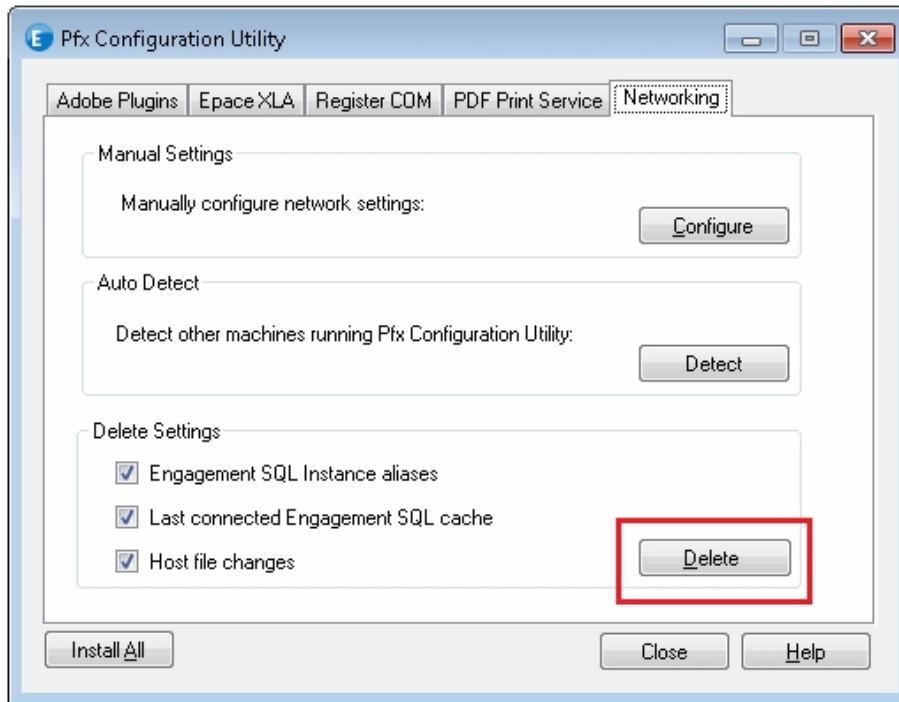 E Pfx Configuration Utility
Adobe Plugins Epace XLA Register COM PDF Print Service Networking
Manual Settings
Manually configure network settings:
Configure
Auto Detect
Detect other machines running Pfx Configuration Utility:
Detect
Delete Settings
Engagement SQL Instance aliases
Last connected Engagement SQL cache
Host file changes
Delete
Install All Close Help